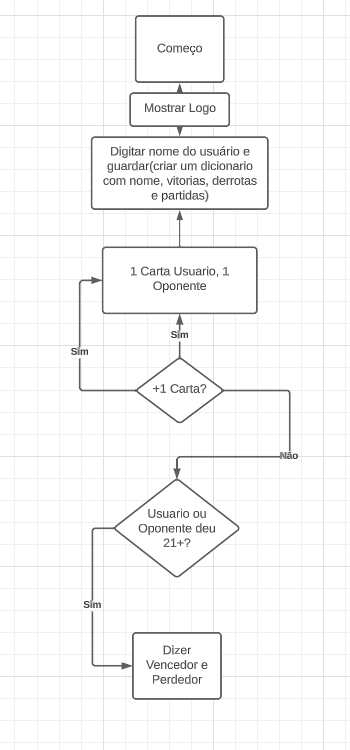 Começo
Mostrar Logo
Digitar nome do usuário e
guardar(criar um dicionario
com nome, vitorias, derrotas
e partidas)
1 Carta Usuario, 1
Oponente
Sim
Sim
+1 Carta?
Não
Usuario ou
Oponente deu
21+?
Sim
Dizer
Vencedor e
Perdedor